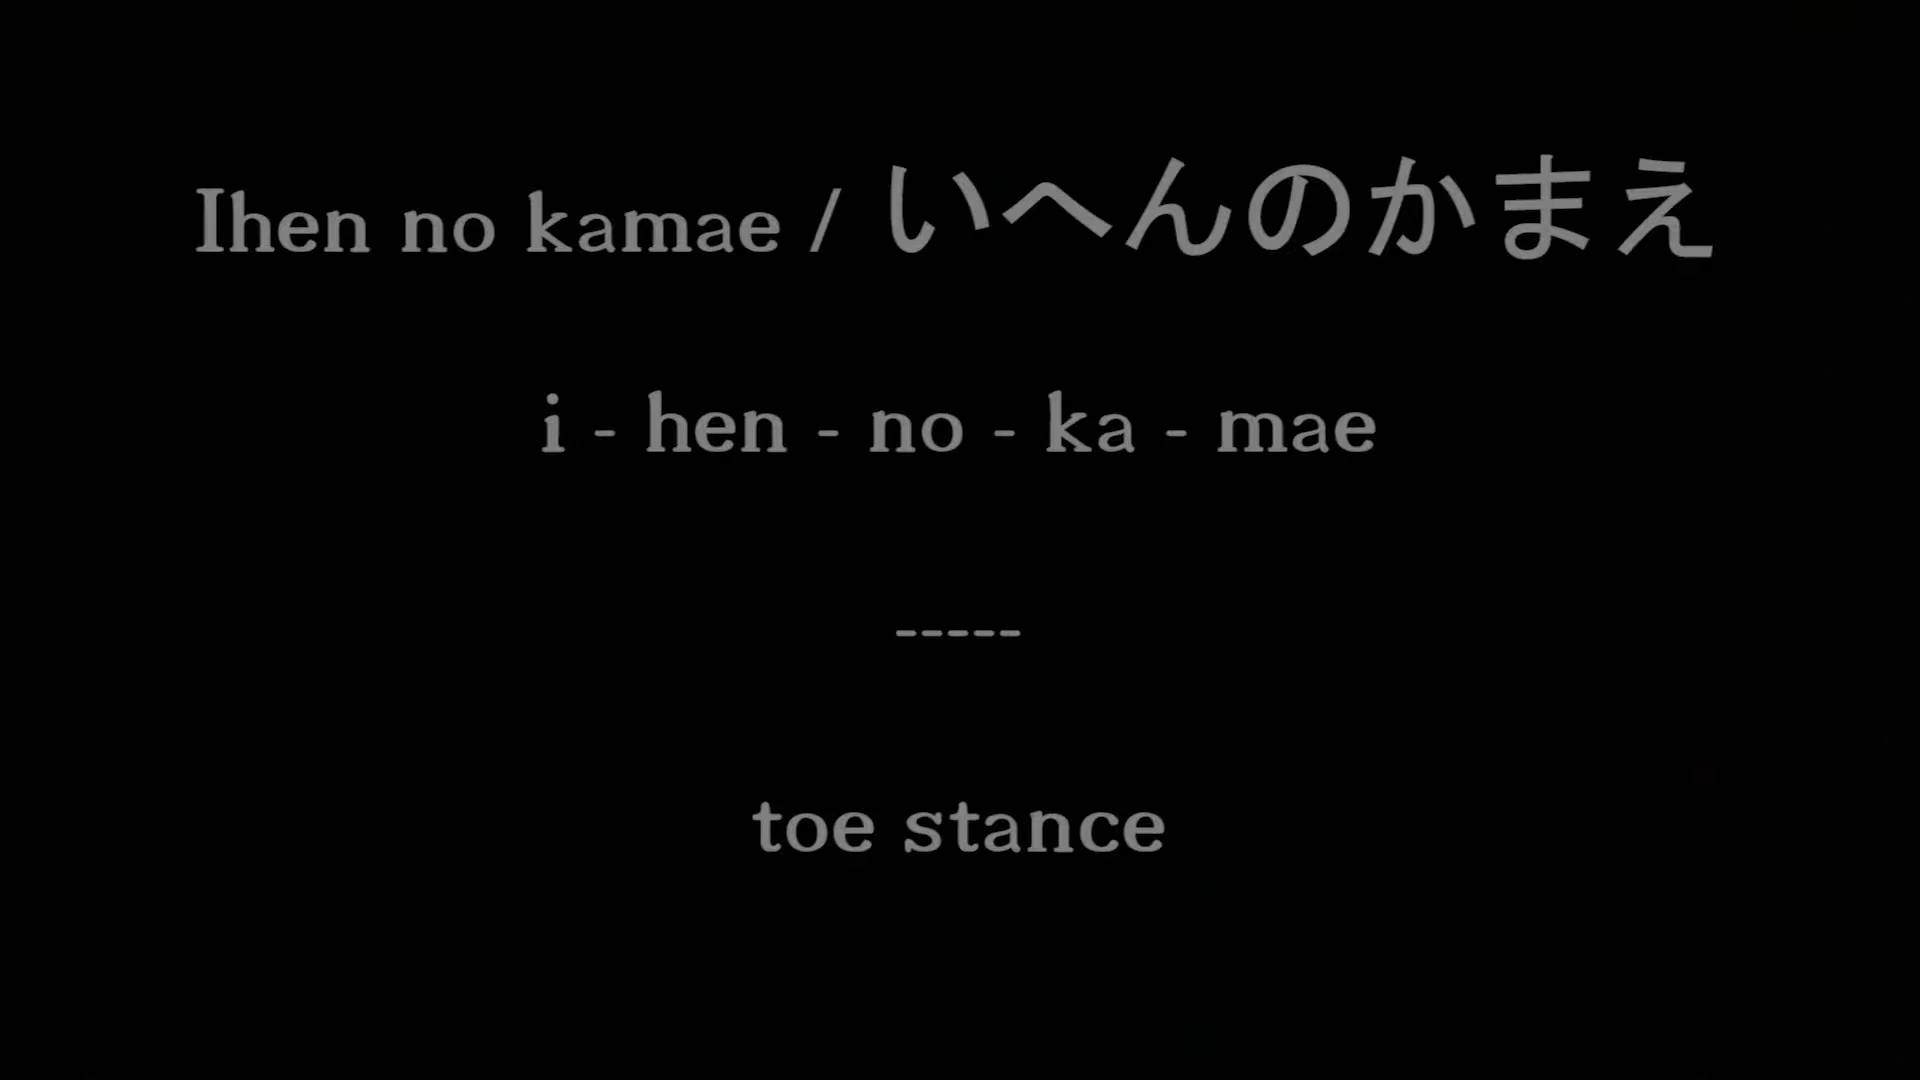 Ihen no kamae / いへんのかまえ
i - hen - no - ka - mae
-----
toe stance